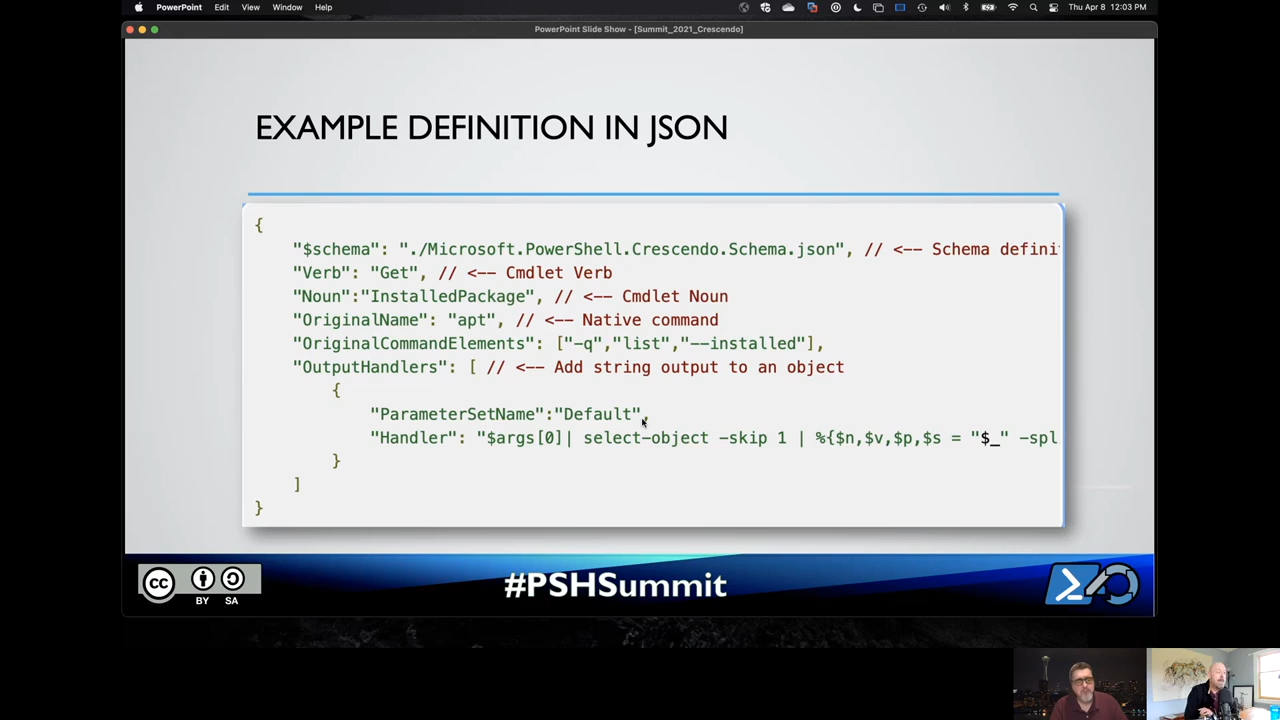 PowerPoint Edit View Window Help Thu Apr 8 12:03 PM
PowerPoint Slide Show - [Summit_2021_Crescendo]
EXAMPLE DEFINITION IN JSON
{
"$schema": "./Microsoft.PowerShell.Crescendo.Schema.json", // <-- Schema defini
"Verb": "Get", // <-- Cmdlet Verb
"Noun":"InstalledPackage", // <-- Cmdlet Noun
"OriginalName": "apt", // <-- Native command
"OriginalCommandElements": ["-q","list","--installed"],
"OutputHandlers": [ // <-- Add string output to an object
{
"ParameterSetName":"Default",
"Handler": "$args[0]| select-object -skip 1 | %{$n,$v,$p,$s = "$_" -spl
}
]
}
cc BY SA
#PSHSummit